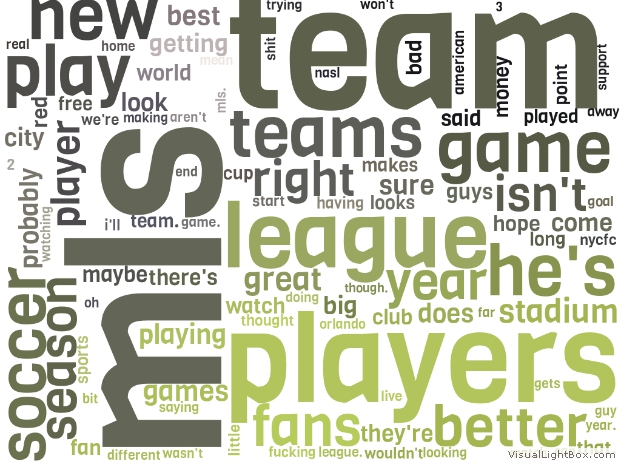 new
best
trying
won't
3
team
real
home
getting
mean
shit
nasl
bad
american
money
point
support
play
world
red
free
look
mls.
we're
making
aren't
said
played
away
city
player
teams
game
2
probably
watching
mls
end
cup
right
makes
sure
guys
isn't
goal
start
having
looks
i'll
team.
game.
league
hope
come
long
nycfc
soccer
season
maybe
there's
great
though.
year
he's
oh
watch
doing
big
club
does
far
stadium
thought
orlando
playing
players
sports
bit
games
saying
live
gets
guy
year.
fans
they're
better
that
fan
different
wasn't
little
fucking
league.
wouldn't
looking
VisualLightBox.com